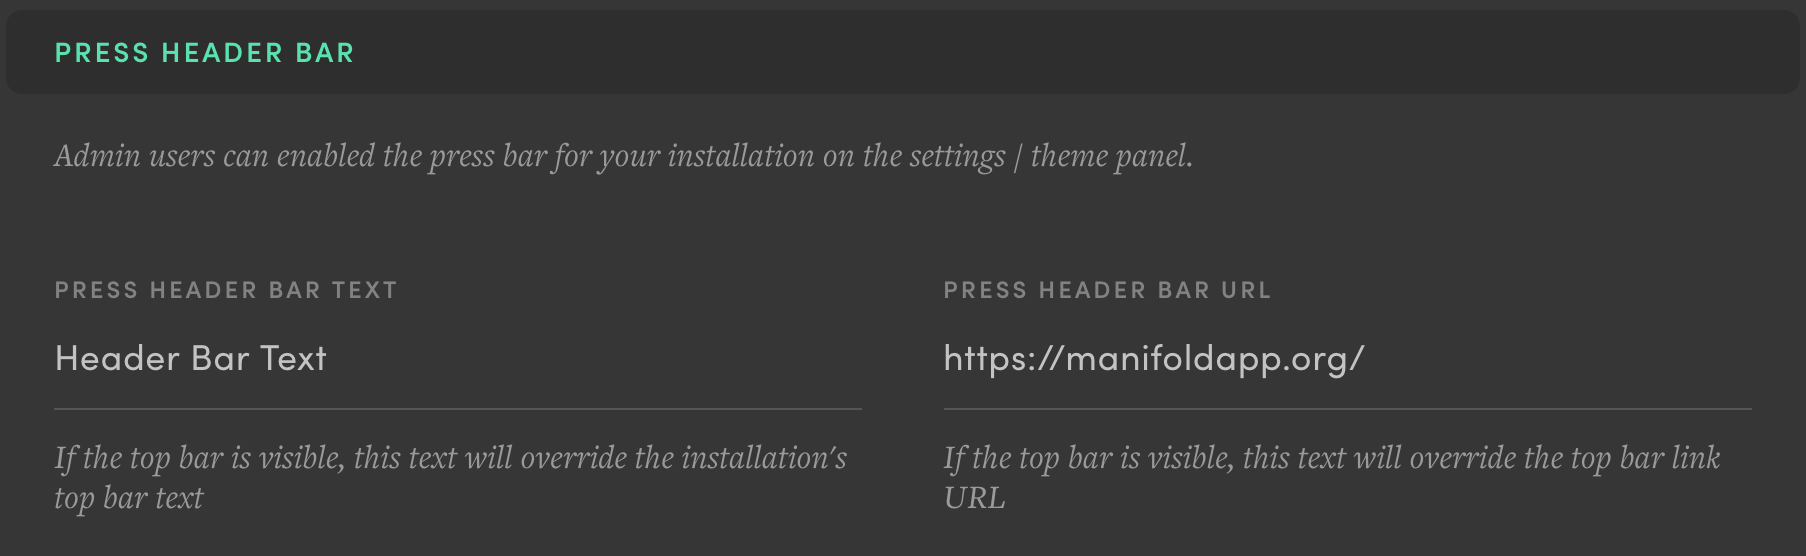 PRESS HEADER BAR
Admin users can enabled the press bar for your installation on the settings / theme panel.
PRESS HEADER BAR TEXT
Header Bar Text
If the top bar is visible, this text will override the installation's
top bar text
PRESS HEADER BAR URL
https://manifoldapp.org/
If the top bar is visible, this text will override the top bar link
URL